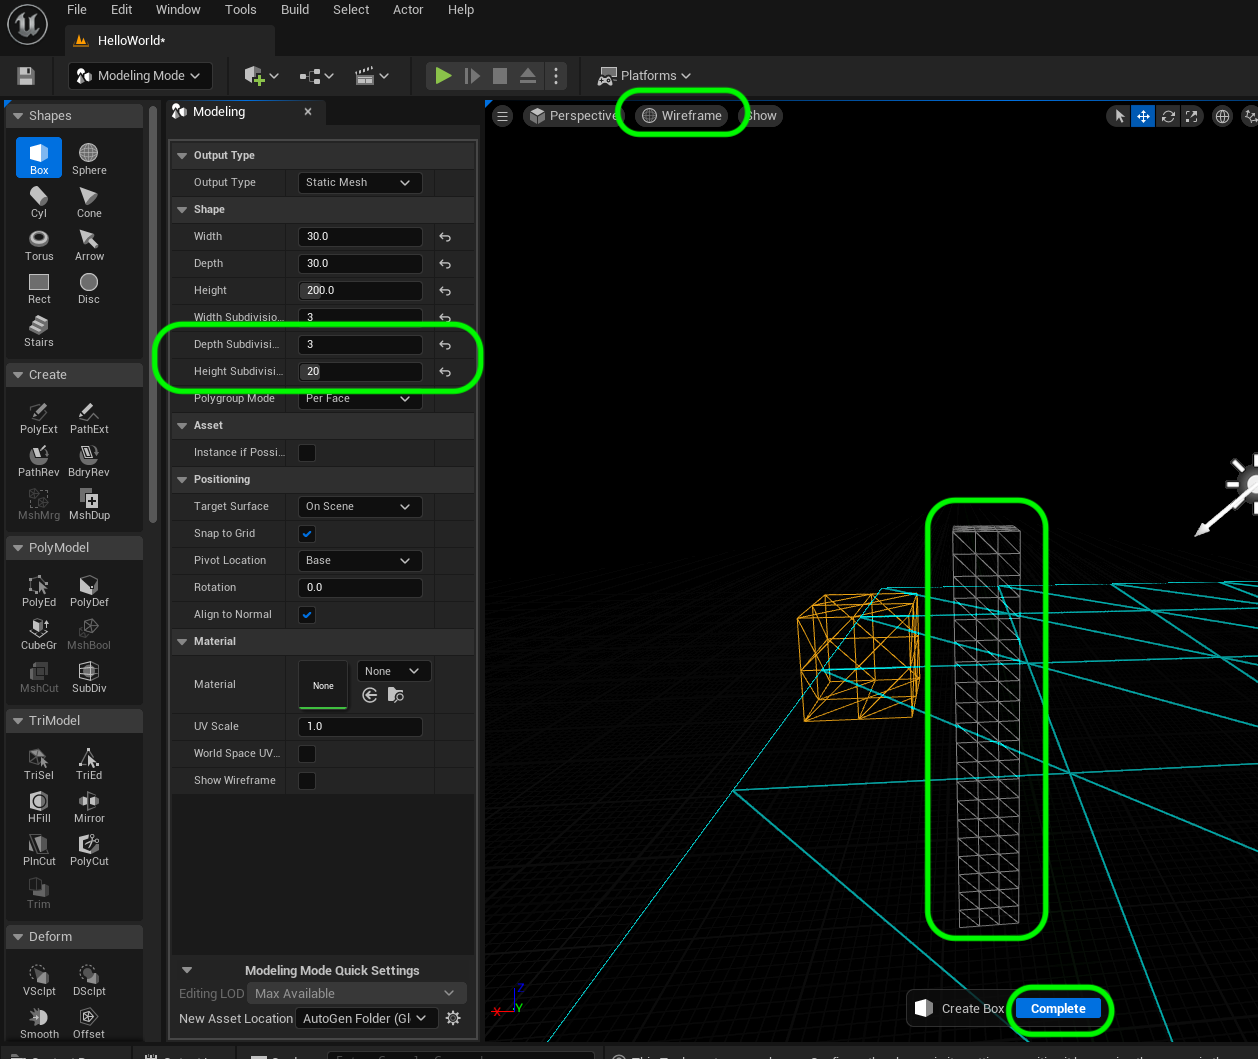 File Edit Window Tools Build Select Actor Help
HelloWorld*
Modeling Mode
Platforms
Shapes
Box Sphere
Cyl Cone
Torus Arrow
Rect Disc
Stairs
Create
PolyExt PathExt
PathRev BdryRev
MshMrg MshDup
PolyModel
PolyEd PolyDef
CubeGr MshBool
MshCut SubDiv
TriModel
TriSel TriEd
HFill Mirror
PlnCut PolyCut
Trim
Deform
VSclpt DSclpt
Smooth Offset
Modeling
Output Type
Output Type Static Mesh
Shape
Width 30.0
Depth 30.0
Height 200.0
Width Subdivisio... 3
Depth Subdivisi... 3
Height Subdivisi... 20
Polygroup Mode Per Face
Asset
Instance if Possi...
Positioning
Target Surface On Scene
Snap to Grid
Pivot Location Base
Rotation 0.0
Align to Normal
Material
Material None None
UV Scale 1.0
World Space UV...
Show Wireframe
Modeling Mode Quick Settings
Editing LOD Max Available
New Asset Location AutoGen Folder (Gl
Perspective Wireframe Show
Z
X Y
Create Box Complete